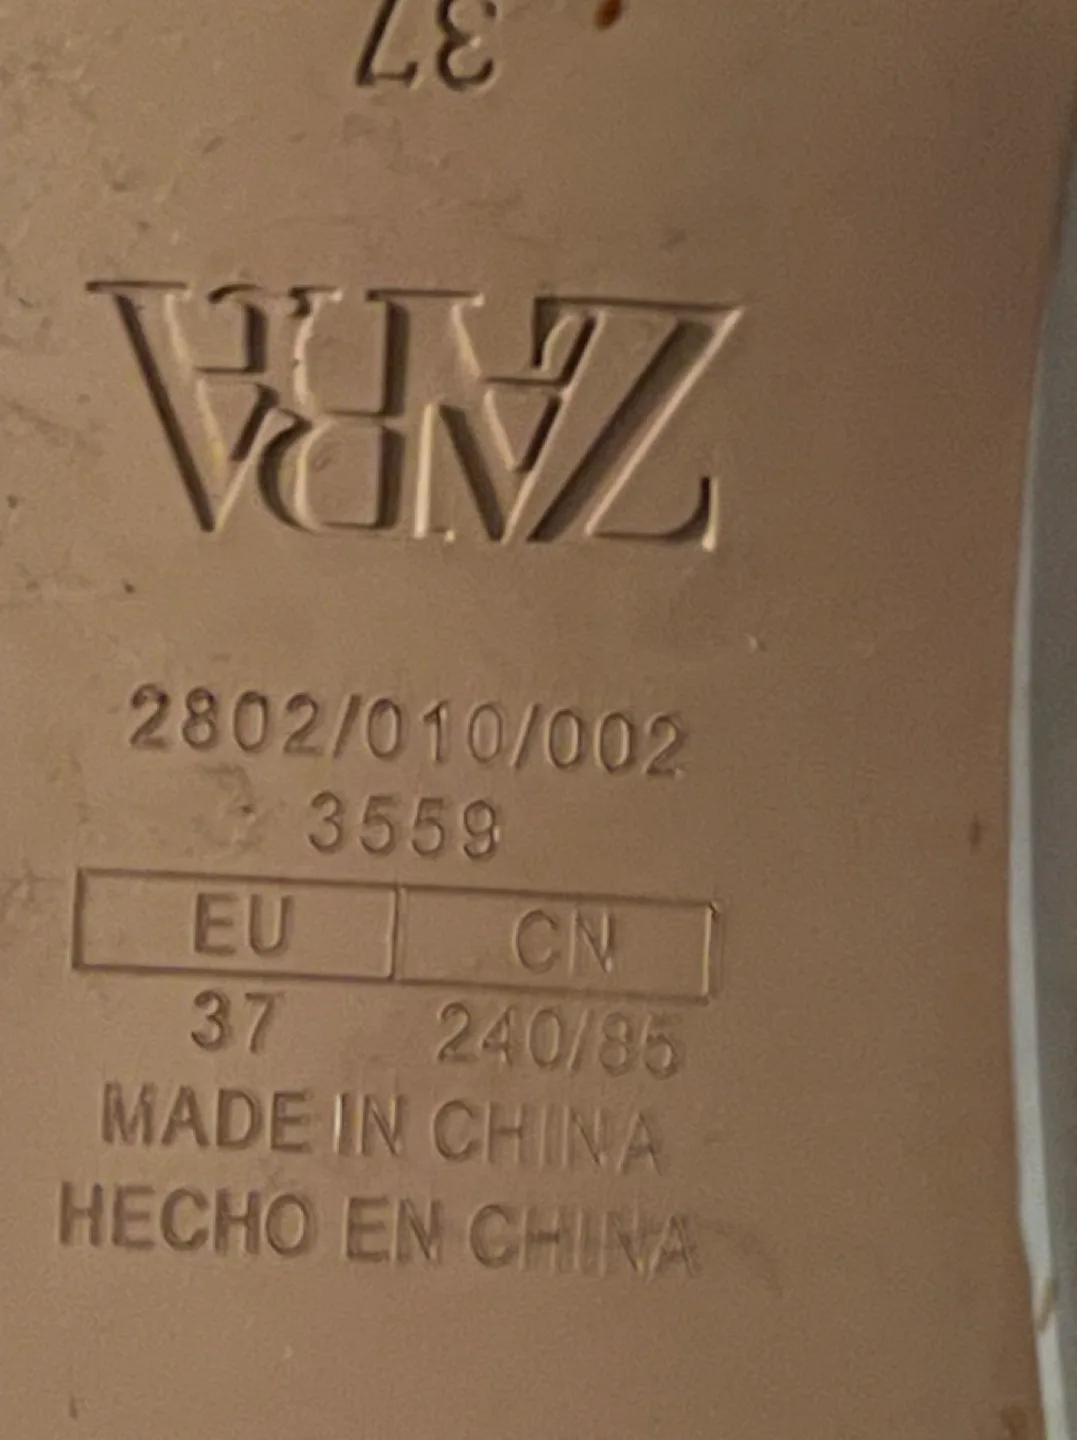 37
ZARA
2802/010/002
3559
EU CN
37 240/85
MADE IN CHINA
HECHO EN CHINA